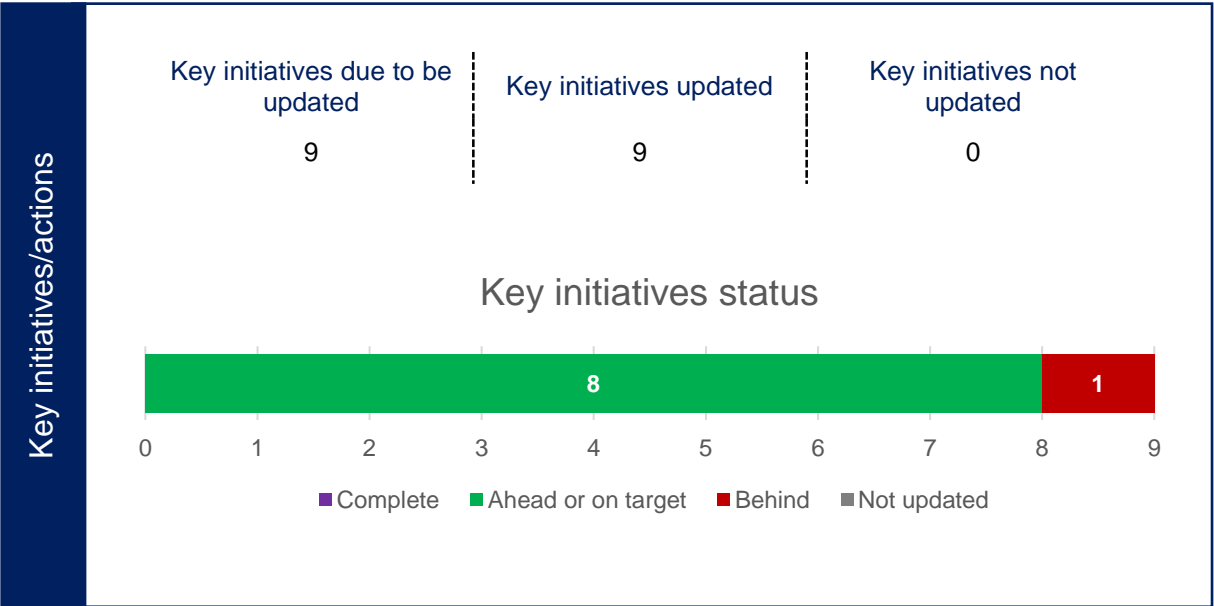 Key initiatives/actions
Key initiatives due to be
updated
9
Key initiatives updated
9
Key initiatives not
updated
0
Key initiatives status
8
1
0 1 2 3 4 5 6 7 8 9
Complete Ahead or on target Behind Not updated